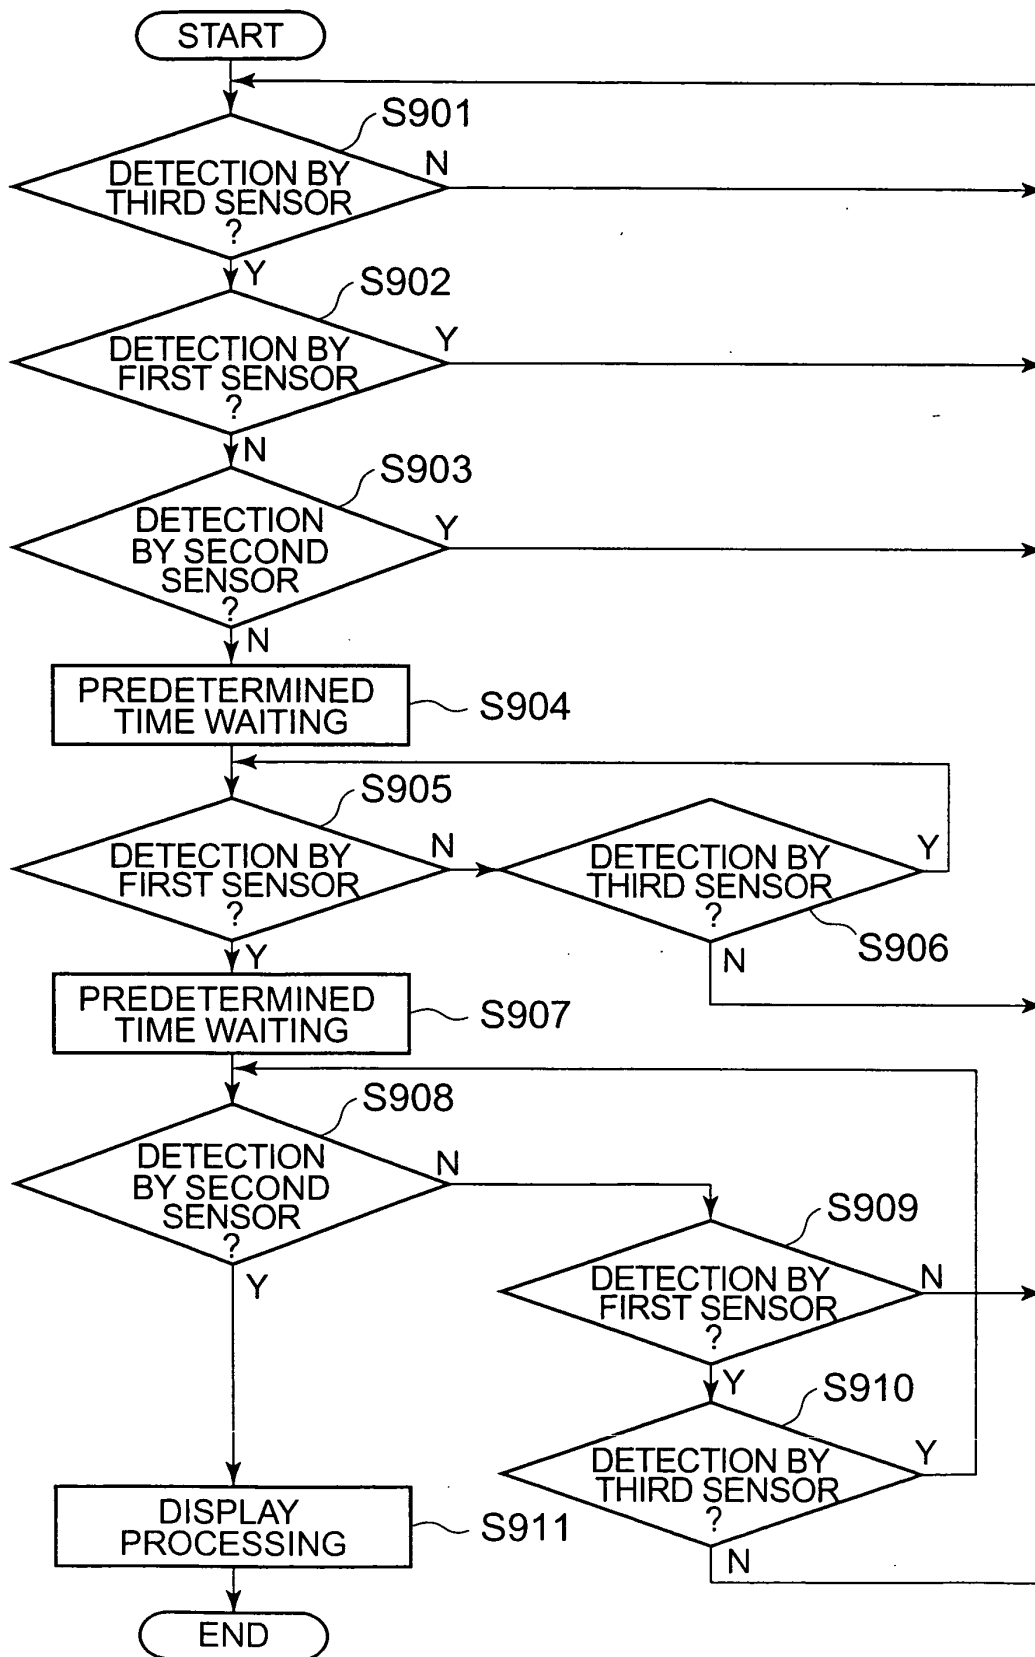 START
S901
DETECTION BY
THIRD SENSOR
?
N
Y
S902
DETECTION BY
FIRST SENSOR
?
Y
N
S903
DETECTION
BY SECOND
SENSOR
?
Y
N
PREDETERMINED
TIME WAITING
S904
S905
DETECTION BY
FIRST SENSOR
?
N
Y
DETECTION BY
THIRD SENSOR
?
Y
N
S906
PREDETERMINED
TIME WAITING
S907
S908
DETECTION
BY SECOND
SENSOR
?
N
Y
S909
DETECTION BY
FIRST SENSOR
?
N
Y
S910
DETECTION BY
THIRD SENSOR
?
Y
N
DISPLAY
PROCESSING
S911
END